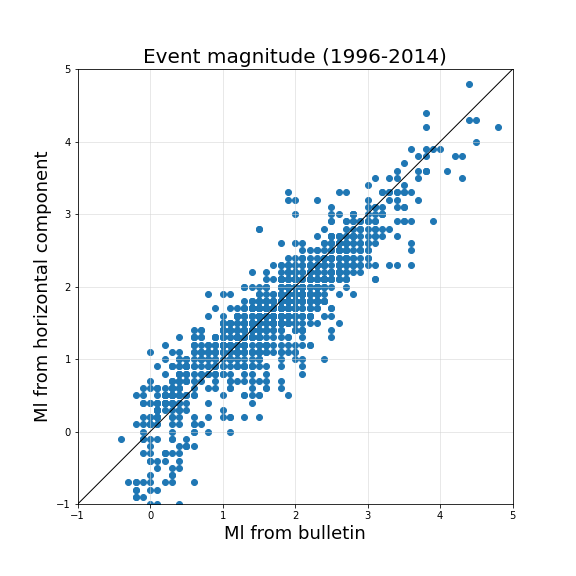 Event magnitude (1996-2014)
Ml from horizontal component
5
4
3
2
1
0
−1
−1 0 1 2 3 4 5
Ml from bulletin